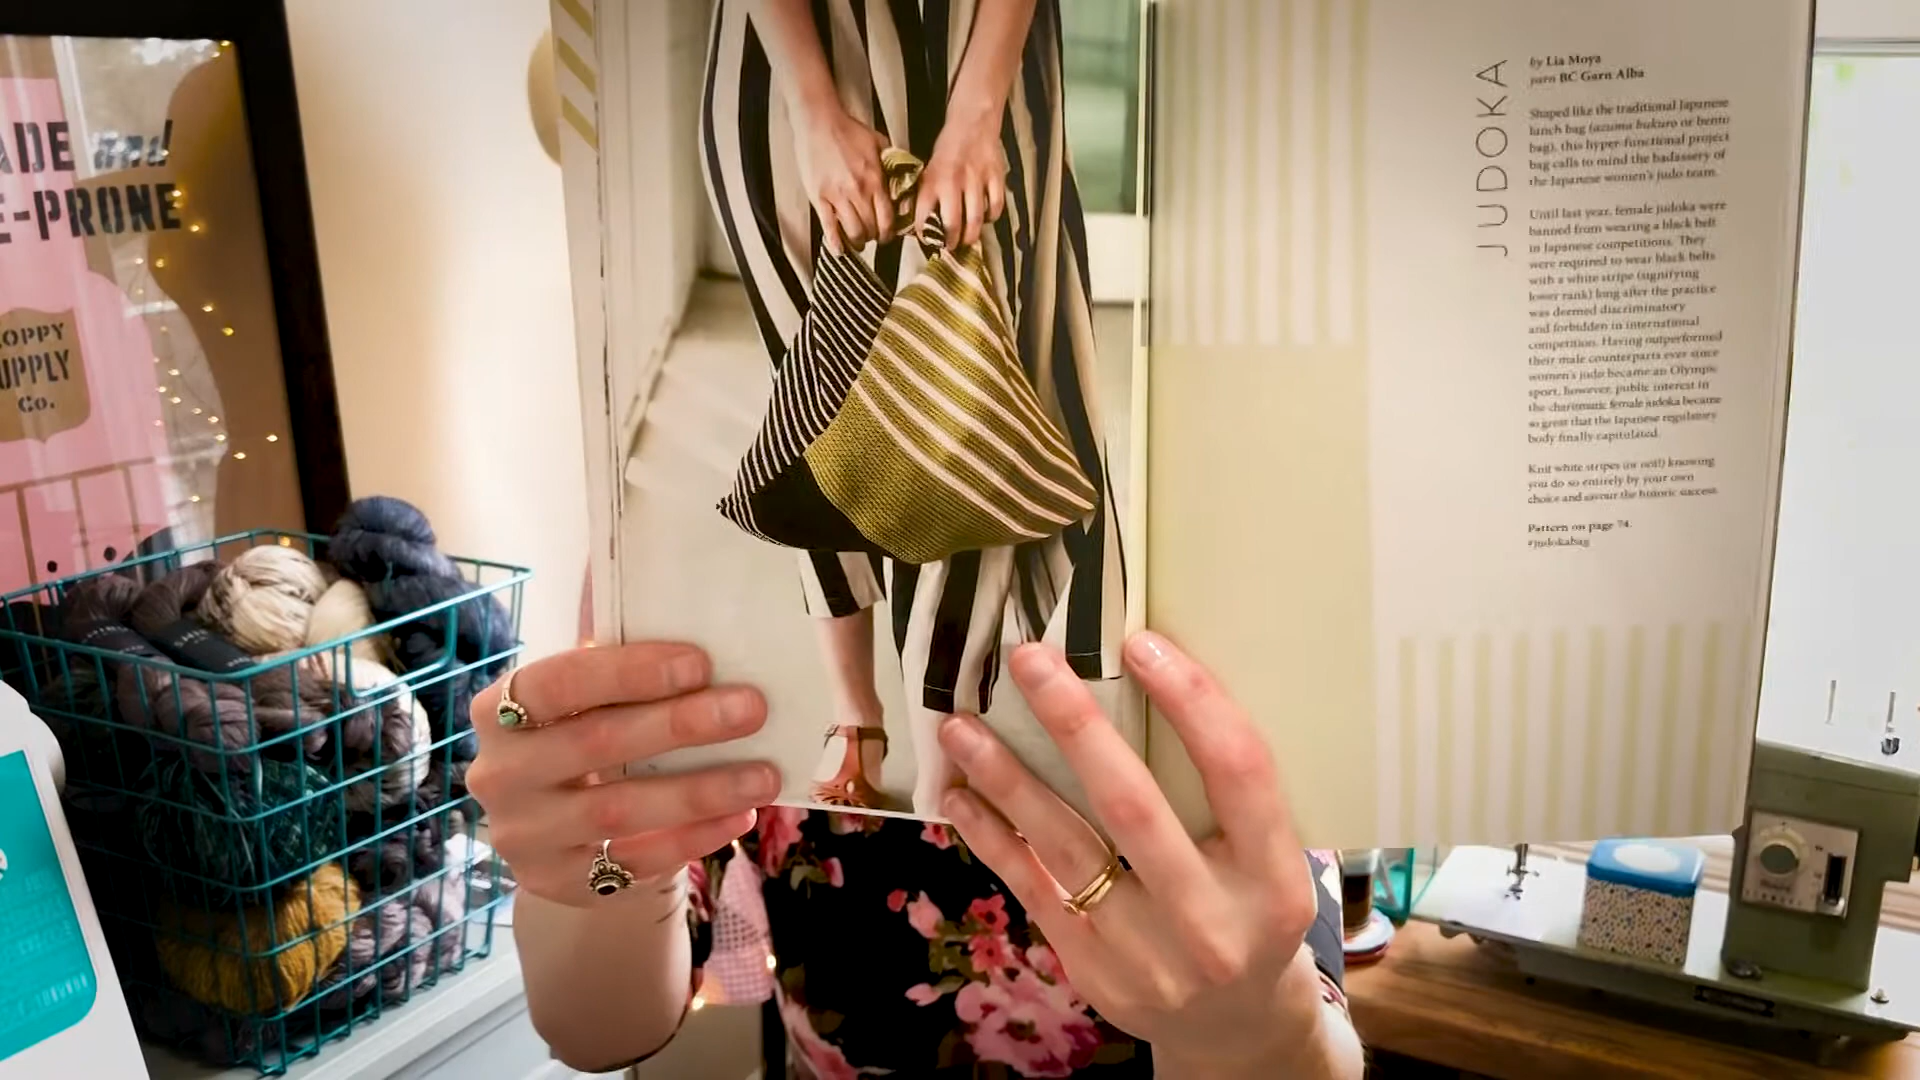 ADE and
E-PRONE
OPPY
UPPLY
Co.
JUDOKA
by Lia Moya
yarn BC Garn Alba
Shaped like the traditional Japanese
lunch bag (azuma bukuro or bento
bag), this hyper-functional project
bag calls to mind the badassery of
the Japanese women's judo team.
Until last year, female judoka were
banned from wearing a black belt
in Japanese competitions. They
were required to wear black belts
with a white stripe (signifying
lower rank) long after the practice
was deemed discriminatory
and forbidden in international
competition. Having outperformed
their male counterparts ever since
women's judo became an Olympic
sport, however, public interest in
the charismatic female judoka became
so great that the Japanese regulatory
body finally capitulated.
Knit white stripes (or not!) knowing
you do so entirely by your own
choice and savour the historic success.
Pattern on page 74.
#judokabag